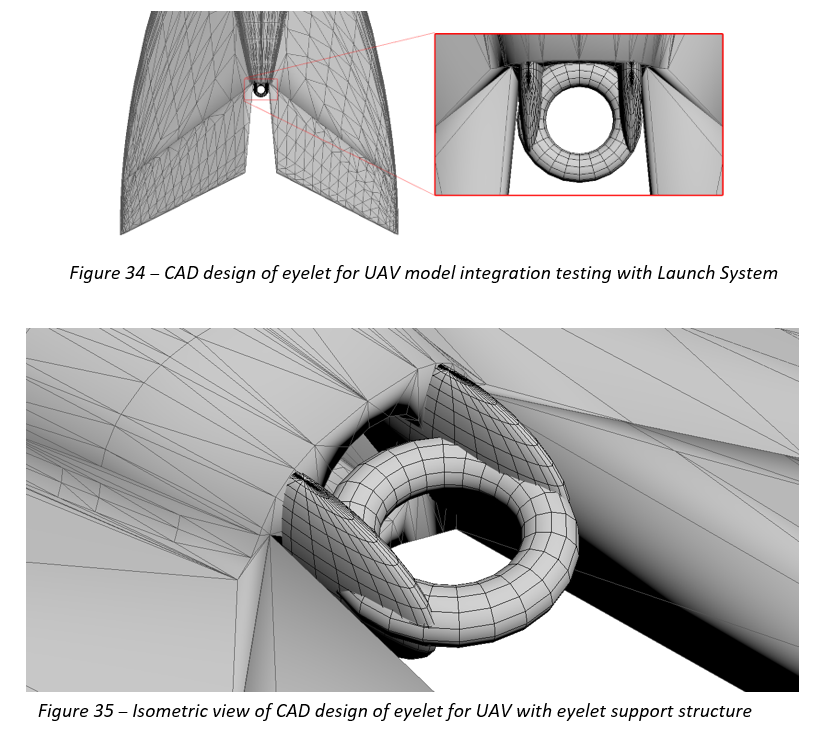 Figure 34 – CAD design of eyelet for UAV model integration testing with Launch System
Figure 35 – Isometric view of CAD design of eyelet for UAV with eyelet support structure